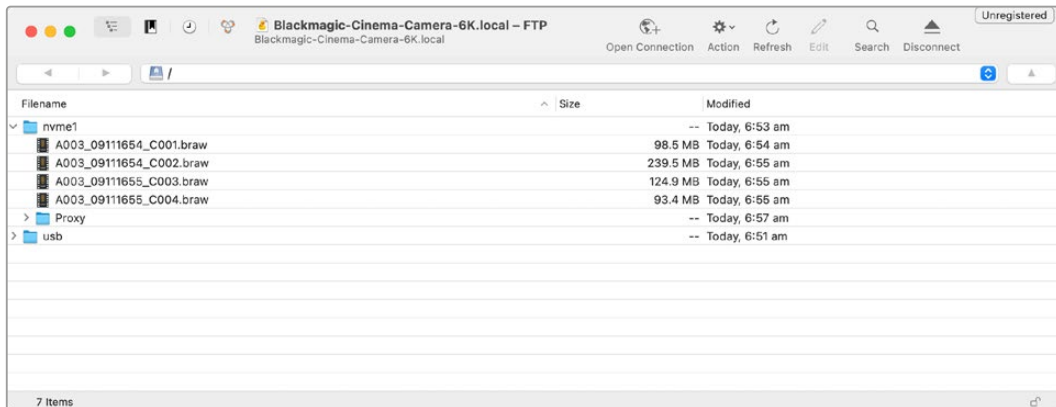 Blackmagic-Cinema-Camera-6K.local – FTP
Blackmagic-Cinema-Camera-6K.local
Open Connection Action Refresh Edit Search Disconnect
Unregistered
/
Filename Size Modified
nvme1 -- Today, 6:53 am
A003_09111654_C001.braw 98.5 MB Today, 6:54 am
A003_09111654_C002.braw 239.5 MB Today, 6:55 am
A003_09111655_C003.braw 124.9 MB Today, 6:55 am
A003_09111655_C004.braw 93.4 MB Today, 6:55 am
Proxy -- Today, 6:57 am
usb -- Today, 6:51 am
7 Items